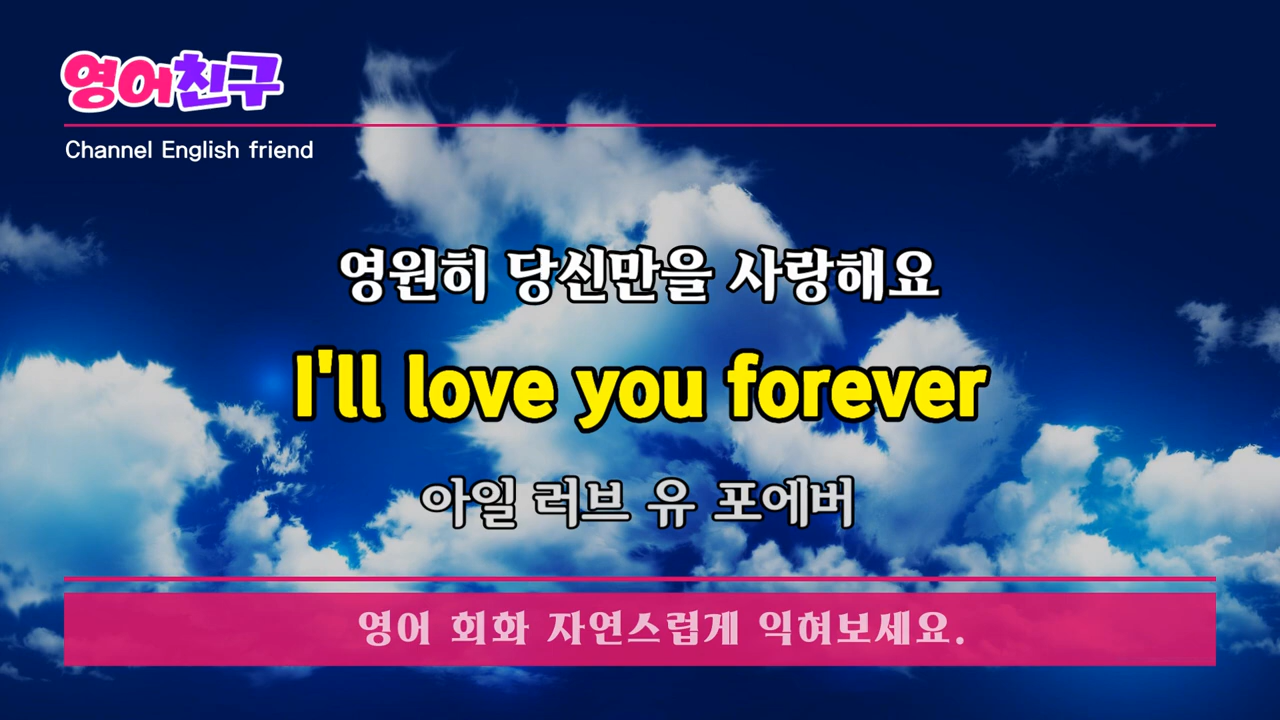 영어친구
Channel English friend
영원히 당신만을 사랑해요
I'll love you forever
아일 러브 유 포에버
영어 회화 자연스럽게 익혀보세요.